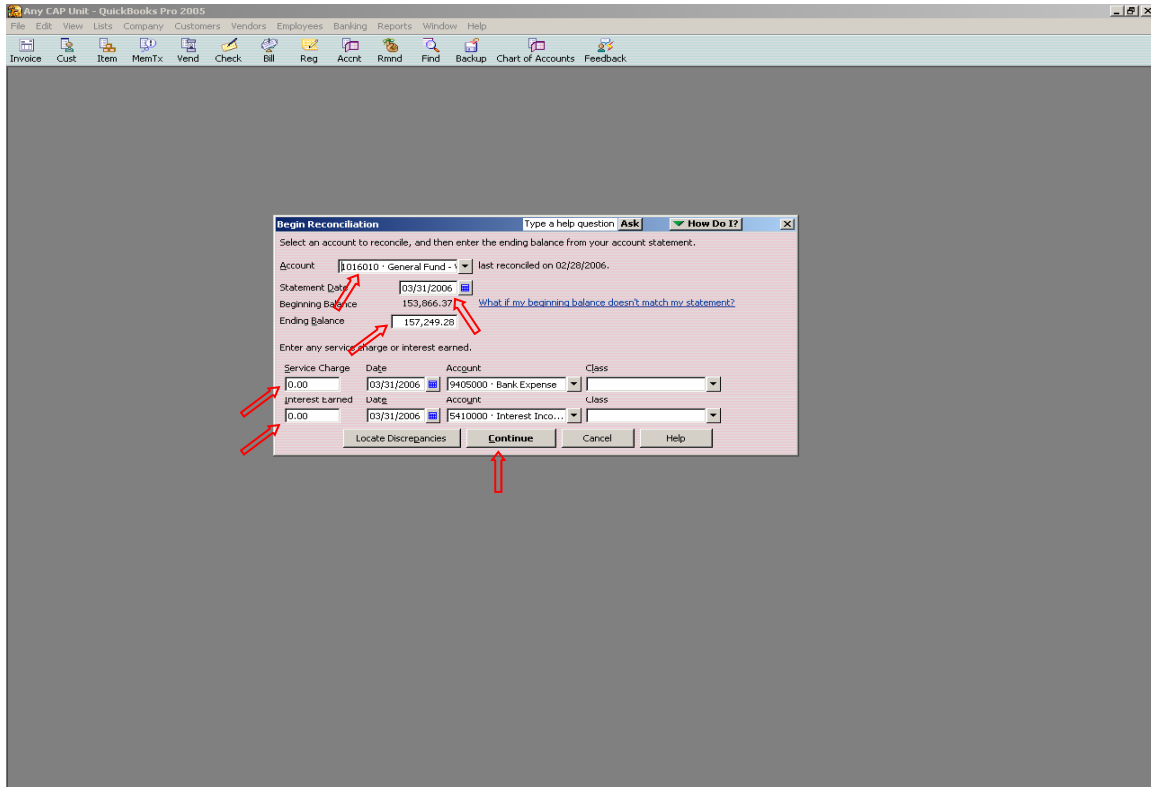 Any CAP Unit - QuickBooks Pro 2005
File Edit View Lists Company Customers Vendors Employees Banking Reports Window Help
Invoice Cust Item MemTx Vend Check Bill Reg Accnt Rmnd Find Backup Chart of Accounts Feedback
Begin Reconciliation Type a help question Ask How Do I?
Select an account to reconcile, and then enter the ending balance from your account statement.
Account 1016010 · General Fund - last reconciled on 02/28/2006.
Statement Date 03/31/2006
Beginning Balance 153,866.37 What if my beginning balance doesn't match my statement?
Ending Balance 157,249.28
Enter any service charge or interest earned.
Service Charge Date Account Class
0.00 03/31/2006 9405000 · Bank Expense
Interest Earned Date Account Class
0.00 03/31/2006 5410000 · Interest Inco...
Locate Discrepancies Continue Cancel Help